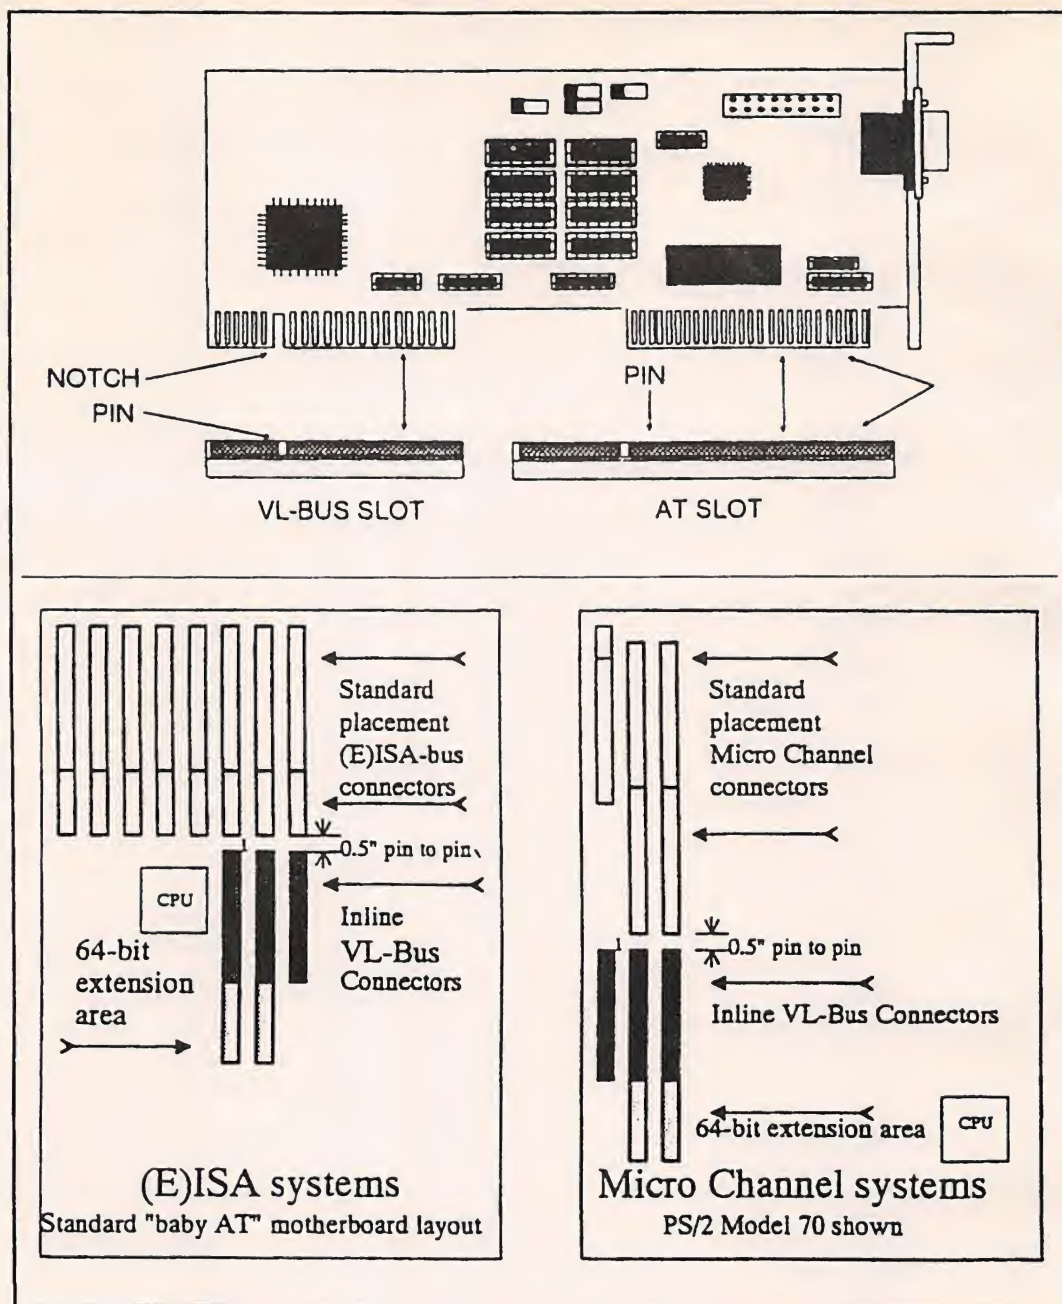 NOTCH
PIN
PIN
VL-BUS SLOT
AT SLOT
Standard
placement
(E)ISA-bus
connectors
1
0.5" pin to pin
CPU
Inline
VL-Bus
Connectors
64-bit
extension
area
(E)ISA systems
Standard "baby AT" motherboard layout
Standard
placement
Micro Channel
connectors
1
0.5" pin to pin
Inline VL-Bus Connectors
64-bit extension area
CPU
Micro Channel systems
PS/2 Model 70 shown